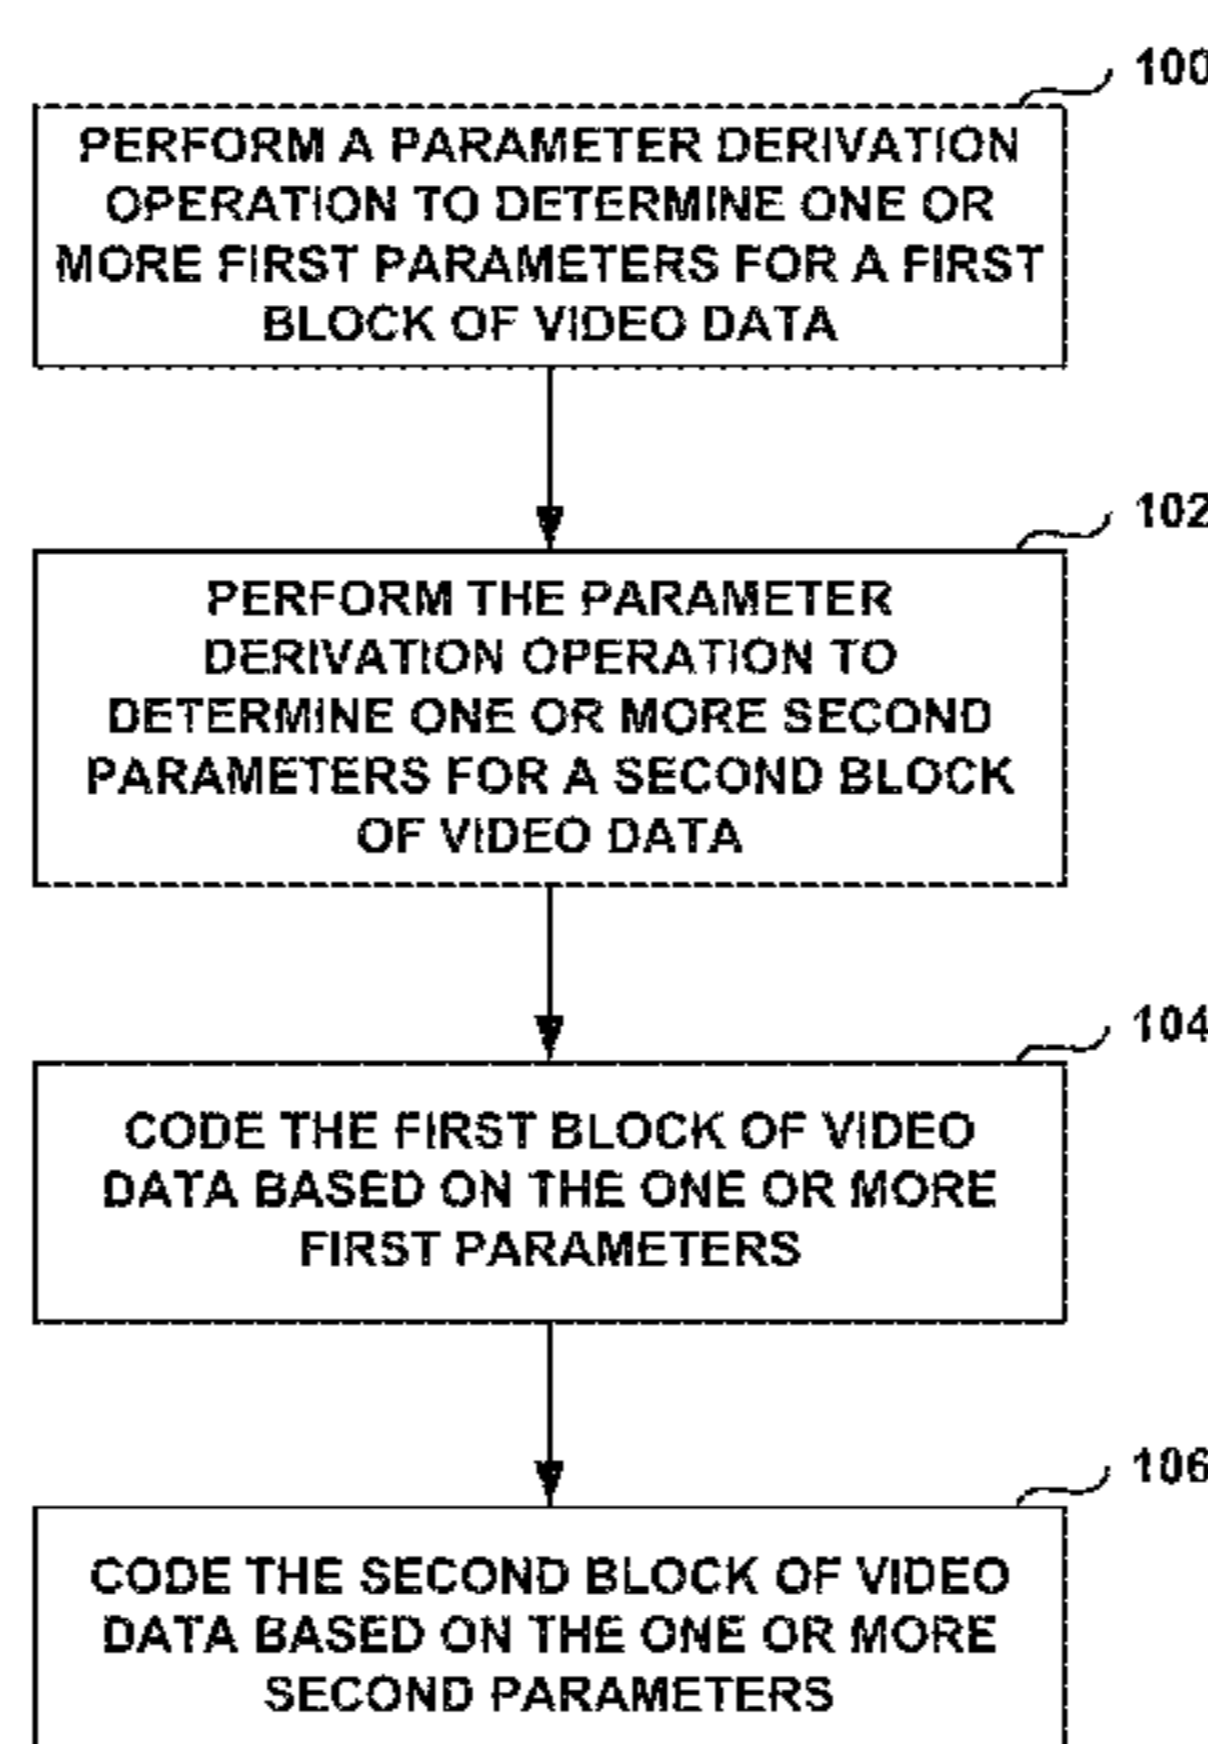 100
PERFORM A PARAMETER DERIVATION
OPERATION TO DETERMINE ONE OR
MORE FIRST PARAMETERS FOR A FIRST
BLOCK OF VIDEO DATA
102
PERFORM THE PARAMETER
DERIVATION OPERATION TO
DETERMINE ONE OR MORE SECOND
PARAMETERS FOR A SECOND BLOCK
OF VIDEO DATA
104
CODE THE FIRST BLOCK OF VIDEO
DATA BASED ON THE ONE OR MORE
FIRST PARAMETERS
106
CODE THE SECOND BLOCK OF VIDEO
DATA BASED ON THE ONE OR MORE
SECOND PARAMETERS